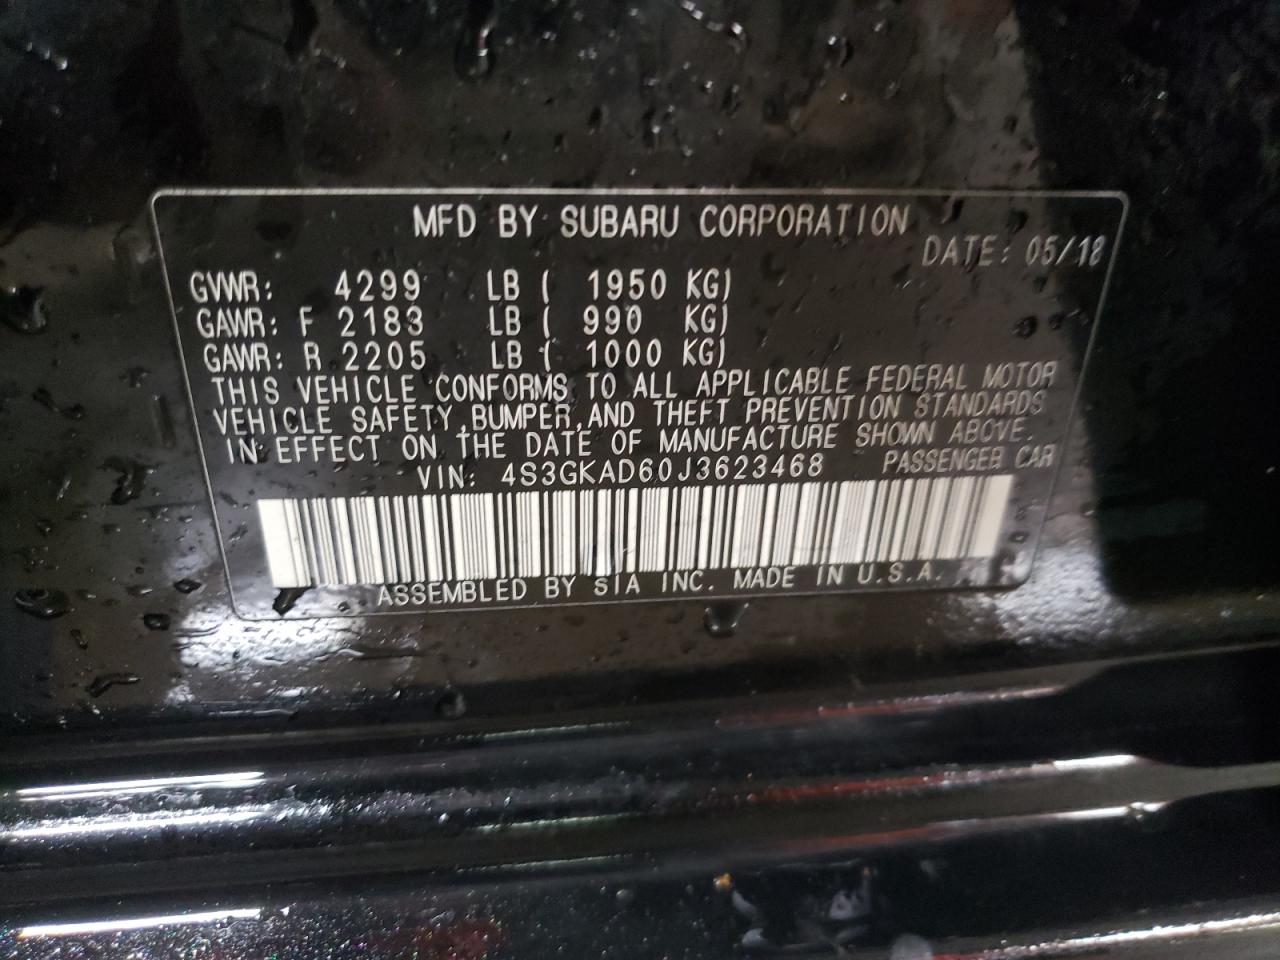 MFD BY SUBARU CORPORATION
DATE: 05/18
GVWR: 4299 LB ( 1950 KG)
GAWR: F 2183 LB ( 990 KG)
GAWR: R 2205 LB ( 1000 KG)
THIS VEHICLE CONFORMS TO ALL APPLICABLE FEDERAL MOTOR
VEHICLE SAFETY,BUMPER,AND THEFT PREVENTION STANDARDS
IN EFFECT ON THE DATE OF MANUFACTURE SHOWN ABOVE.
VIN: 4S3GKAD60J3623468 PASSENGER CAR
ASSEMBLED BY SIA INC. MADE IN U.S.A.